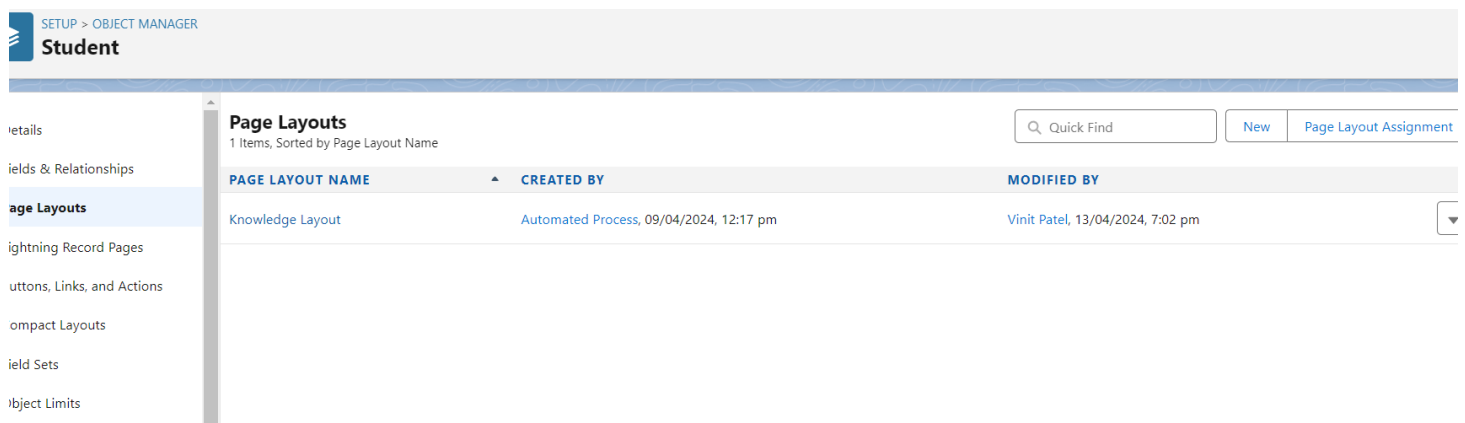 SETUP > OBJECT MANAGER
Student
Page Layouts
1 Items, Sorted by Page Layout Name
Quick Find
New
Page Layout Assignment
PAGE LAYOUT NAME
CREATED BY
MODIFIED BY
Knowledge Layout
Automated Process, 09/04/2024, 12:17 pm
Vinit Patel, 13/04/2024, 7:02 pm
etails
ields & Relationships
age Layouts
ightning Record Pages
uttons, Links, and Actions
ompact Layouts
ield Sets
bject Limits